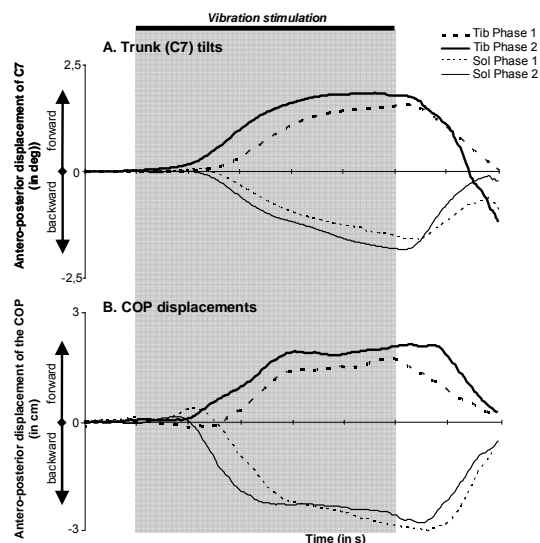 Vibration stimulation
A. Trunk (C7) tilts
Tib Phase 1
Tib Phase 2
Sol Phase 1
Sol Phase 2
Antero-posterior displacement of C7
(in deg))
backward
forward
2,5
0
-2,5
B. COP displacements
Antero-posterior displacement of the COP
(in cm)
backward
forward
3
0
-3
Time (in s)